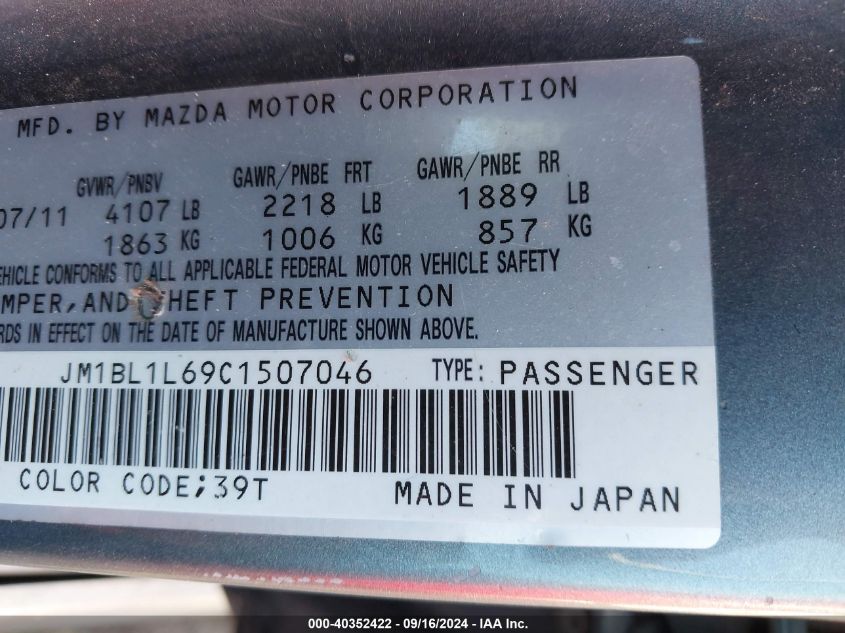 MFD. BY MAZDA MOTOR CORPORATION
GVWR/PNBV GAWR/PNBE FRT GAWR/PNBE RR
07/11 4107 LB 2218 LB 1889 LB
1863 KG 1006 KG 857 KG
EHICLE CONFORMS TO ALL APPLICABLE FEDERAL MOTOR VEHICLE SAFETY
MPER, AND THEFT PREVENTION
RDS IN EFFECT ON THE DATE OF MANUFACTURE SHOWN ABOVE.
JM1BL1L69C1507046 TYPE: PASSENGER
COLOR CODE;39T MADE IN JAPAN
000-40352422 - 09/16/2024 - IAA Inc.